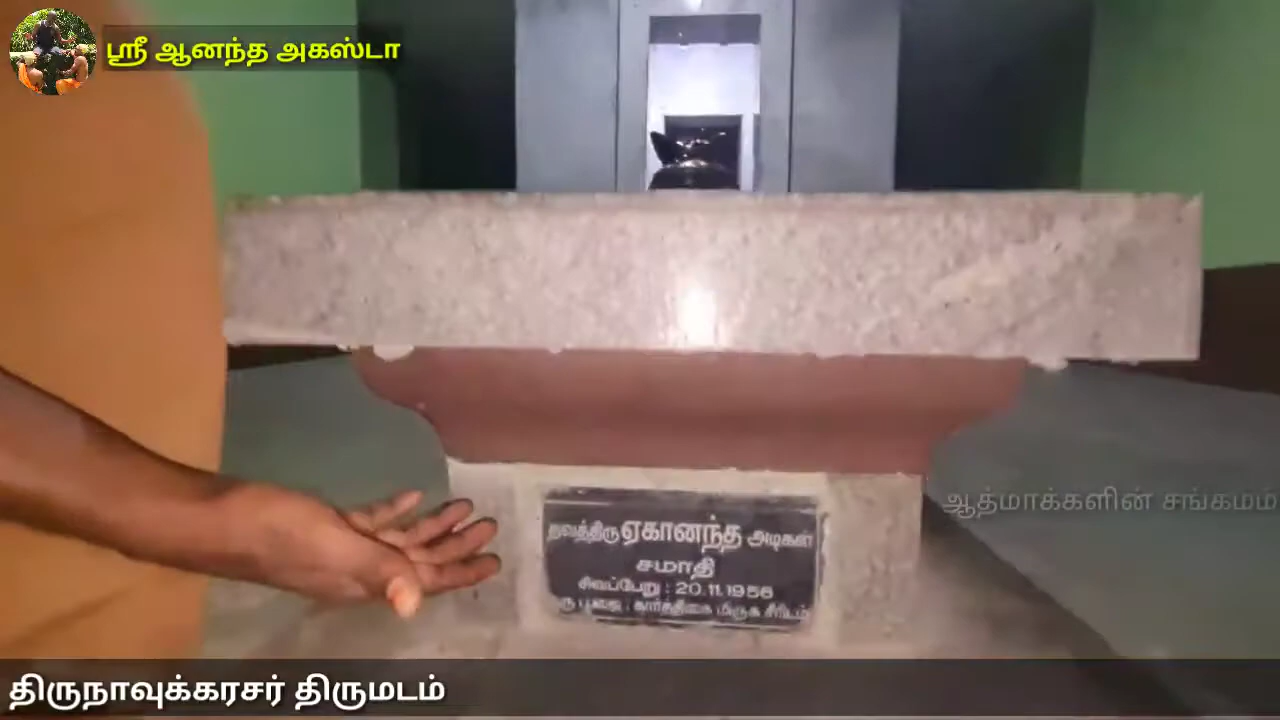 ஸ்ரீ ஆனந்த அகஸ்டா
ஆத்மாக்களின் சங்கமம்
தவத்திரு ஏகானந்த அடிகள்
சமாதி
சிவப்பேறு : 20.11.1956
குரு பூஜை : கார்த்திகை மிருக சீரிடம்
திருநாவுக்கரசர் திருமடம்